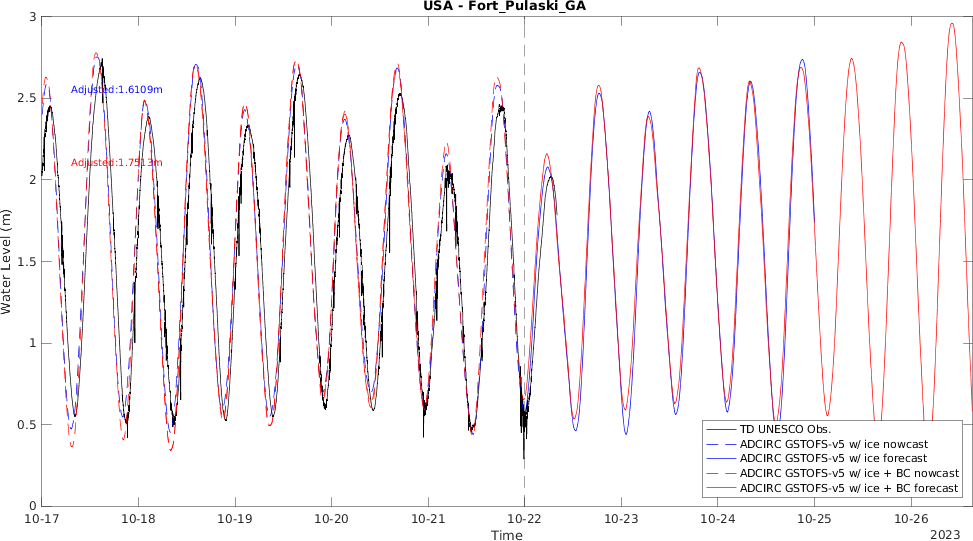 USA - Fort_Pulaski_GA
3
2.5
2
1.5
1
0.5
0
Water Level (m)
Adjusted:1.6109m
Adjusted:1.7513m
TD UNESCO Obs.
ADCIRC GSTOFS-v5 w/ ice nowcast
ADCIRC GSTOFS-v5 w/ ice forecast
ADCIRC GSTOFS-v5 w/ ice + BC nowcast
ADCIRC GSTOFS-v5 w/ ice + BC forecast
10-17 10-18 10-19 10-20 10-21 10-22 10-23 10-24 10-25 10-26
Time
2023